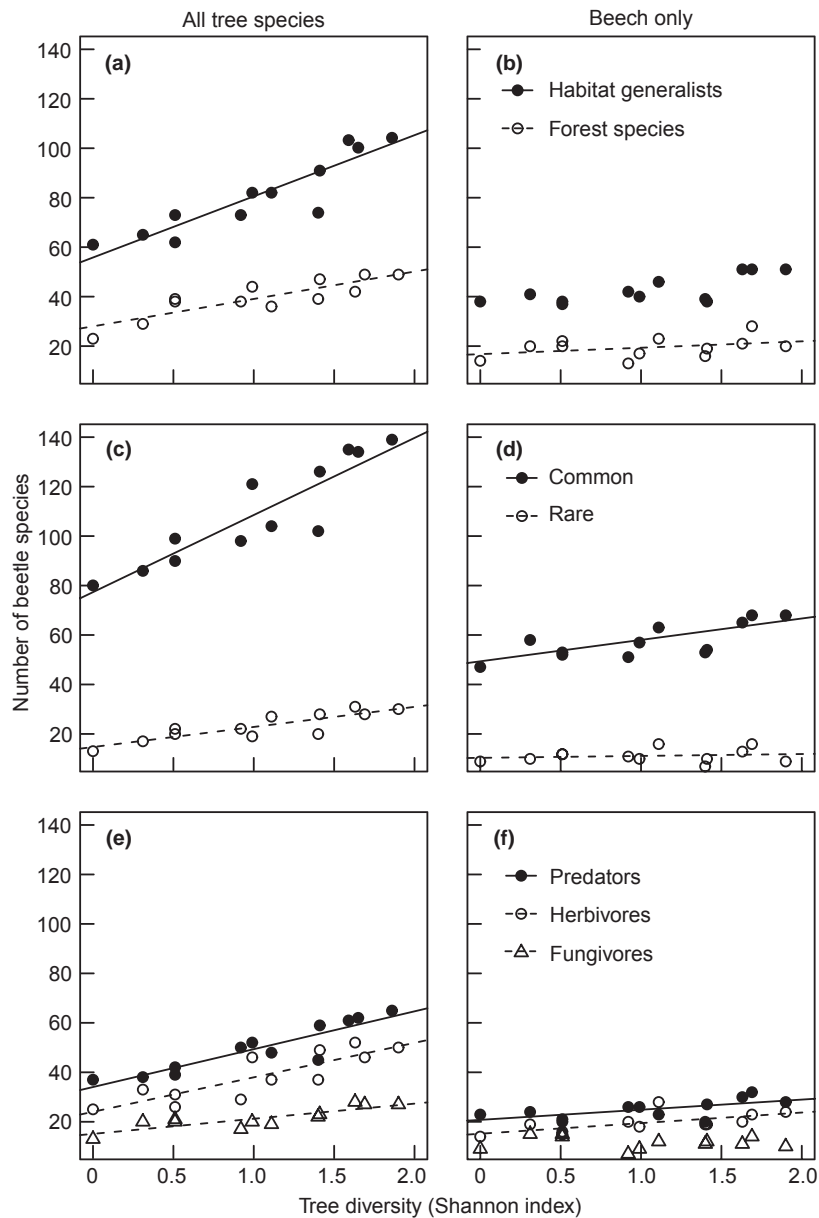 All tree species
Beech only
(a)
140
120
100
80
60
40
20
(b)
Habitat generalists
Forest species
Number of beetle species
(c)
140
120
100
80
60
40
20
(d)
Common
Rare
(e)
140
120
100
80
60
40
20
0 0.5 1.0 1.5 2.0
(f)
Predators
Herbivores
Fungivores
0 0.5 1.0 1.5 2.0
Tree diversity (Shannon index)